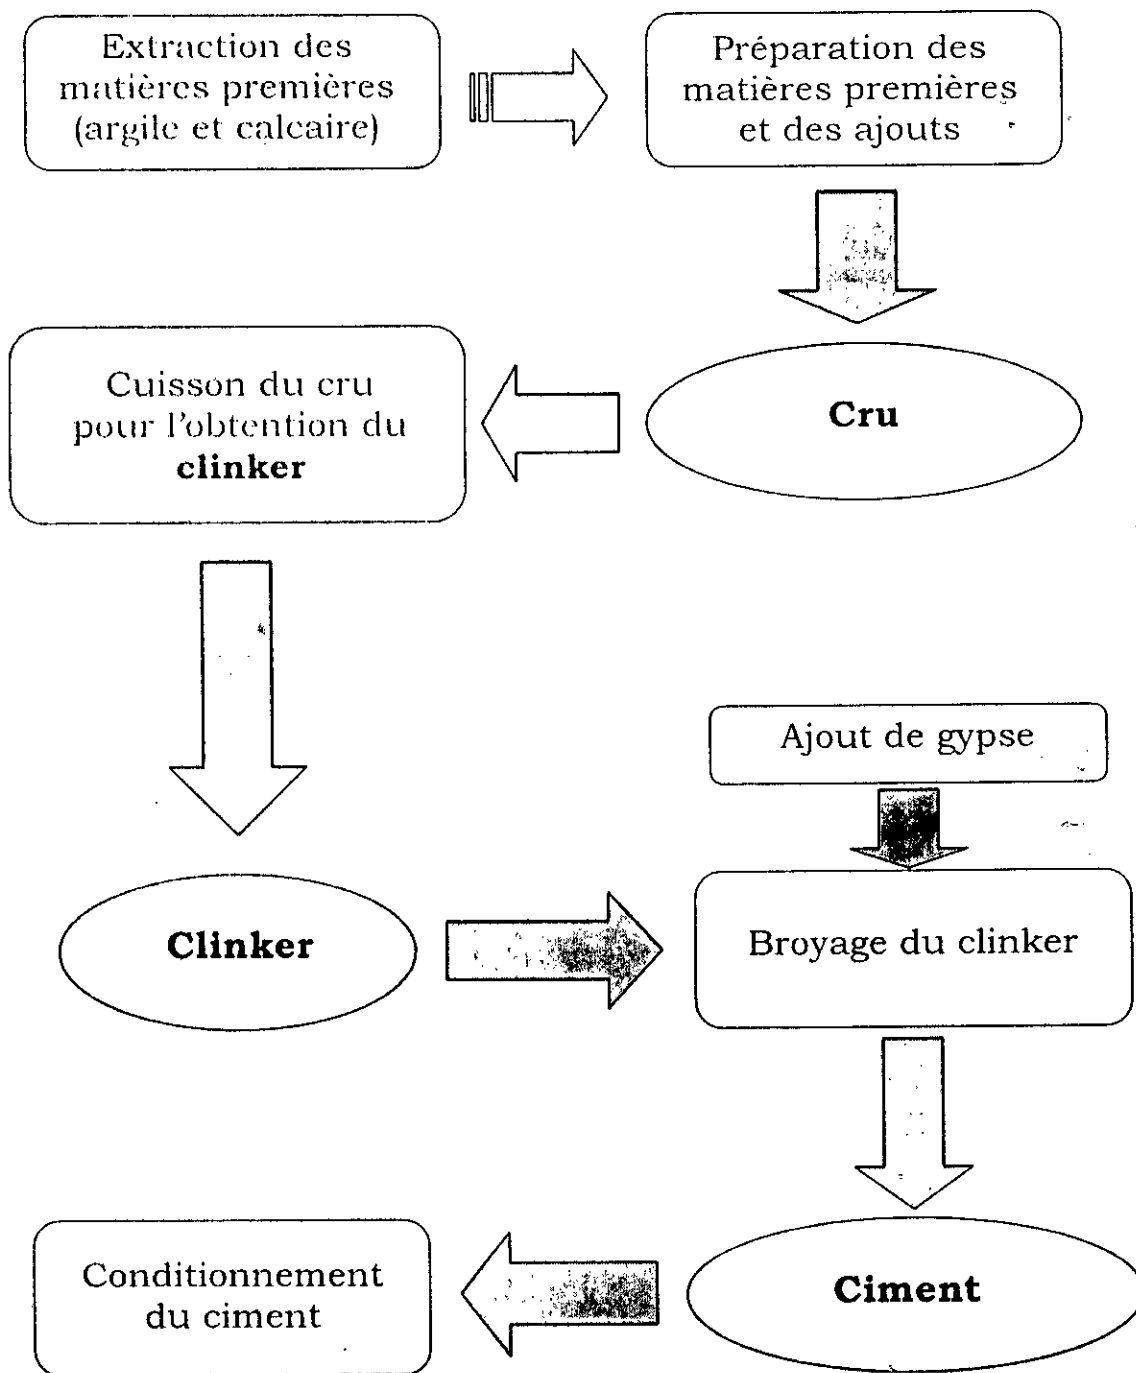 Extraction des
matières premières
(argile et calcaire)
Préparation des
matières premières
et des ajouts
Cru
Cuisson du cru
pour l'obtention du
clinker
Ajout de gypse
Clinker
Broyage du clinker
Ciment
Conditionnement
du ciment